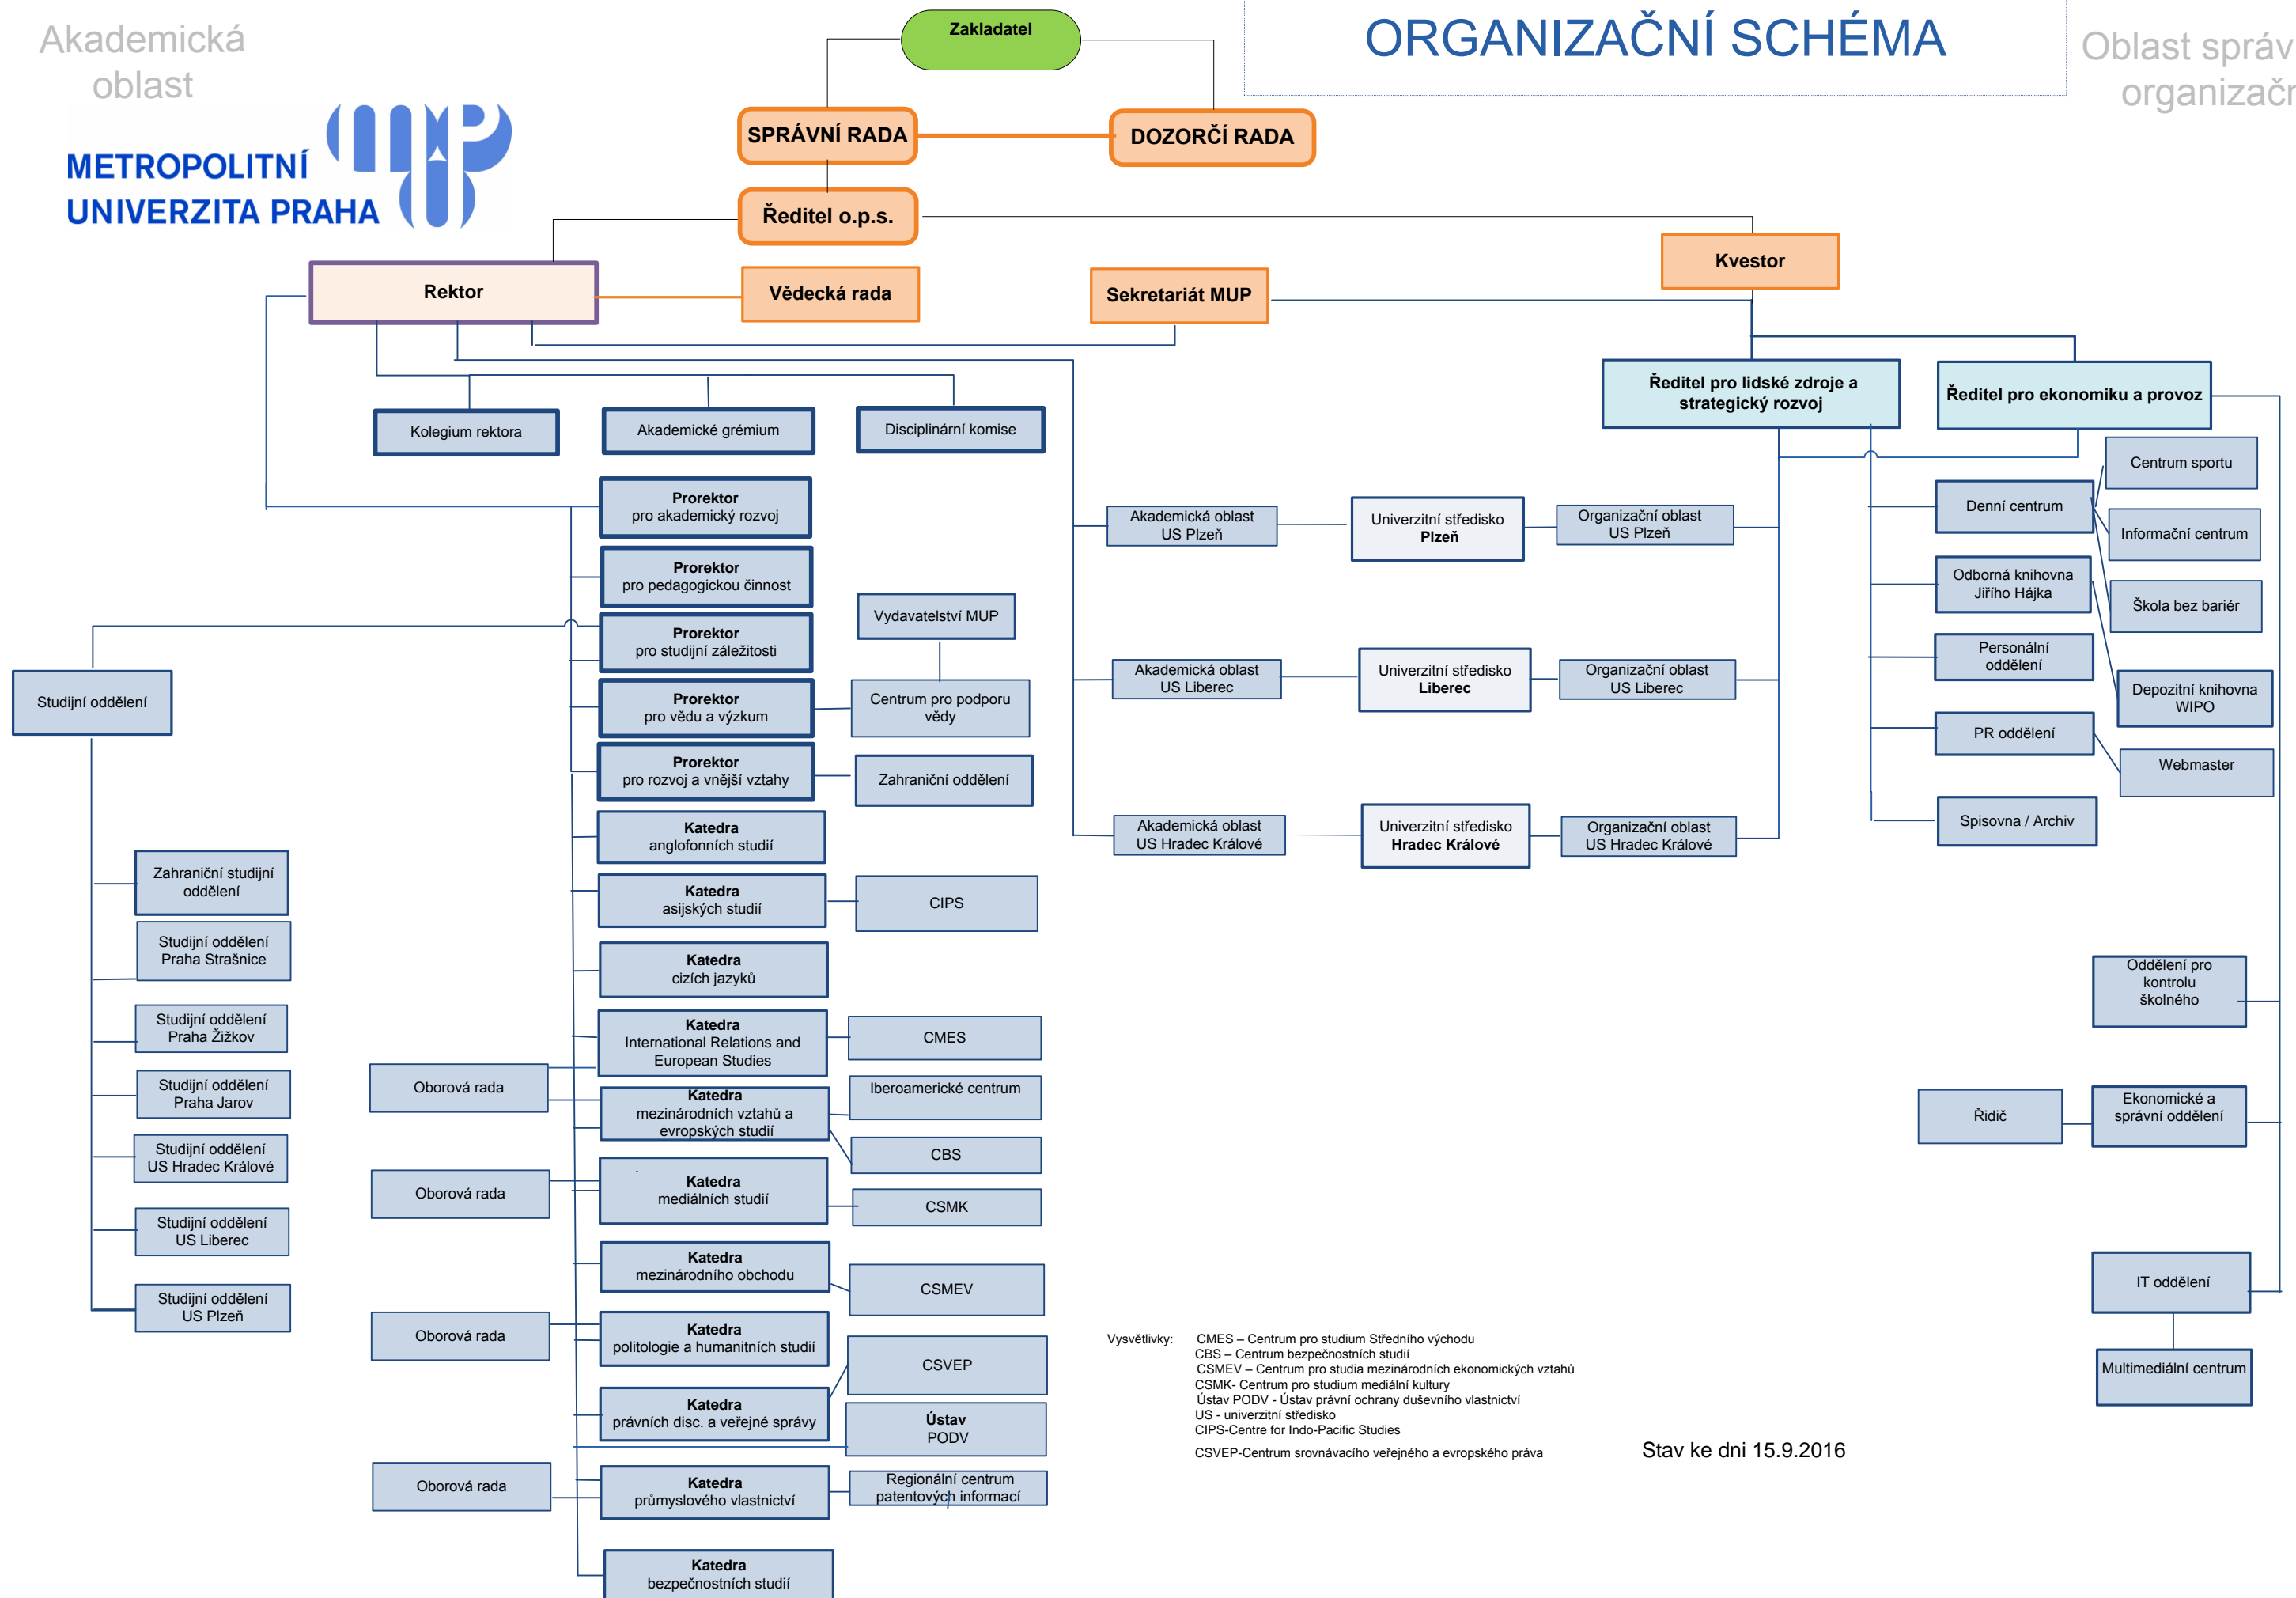 Akademická
oblast
METROPOLITNÍ
UNIVERZITA PRAHA
Zakladatel
ORGANIZAČNÍ SCHÉMA
Oblast správ
organizačn
SPRÁVNÍ RADA
DOZORČÍ RADA
Ředitel o.p.s.
Kvestor
Rektor
Vědecká rada
Sekretariát MUP
Ředitel pro lidské zdroje a
strategický rozvoj
Ředitel pro ekonomiku a provoz
Kolegium rektora
Akademické grémium
Disciplinární komise
Prorektor
pro akademický rozvoj
Prorektor
pro pedagogickou činnost
Prorektor
pro studijní záležitosti
Prorektor
pro vědu a výzkum
Prorektor
pro rozvoj a vnější vztahy
Vydavatelství MUP
Centrum pro podporu
vědy
Zahraniční oddělení
Studijní oddělení
Zahraniční studijní
oddělení
Studijní oddělení
Praha Strašnice
Studijní oddělení
Praha Žižkov
Studijní oddělení
Praha Jarov
Studijní oddělení
US Hradec Králové
Studijní oddělení
US Liberec
Studijní oddělení
US Plzeň
Katedra
anglofonních studií
Katedra
asijských studií
CIPS
Katedra
cizích jazyků
Katedra
International Relations and
European Studies
CMES
Oborová rada
Katedra
mezinárodních vztahů a
evropských studií
Iberoamerické centrum
CBS
Oborová rada
Katedra
mediálních studií
CSMK
Katedra
mezinárodního obchodu
CSMEV
Oborová rada
Katedra
politologie a humanitních studií
CSVEP
Katedra
právních disc. a veřejné správy
Ústav
PODV
Oborová rada
Katedra
průmyslového vlastnictví
Regionální centrum
patentových informací
Katedra
bezpečnostních studií
Akademická oblast
US Plzeň
Univerzitní středisko
Plzeň
Organizační oblast
US Plzeň
Akademická oblast
US Liberec
Univerzitní středisko
Liberec
Organizační oblast
US Liberec
Akademická oblast
US Hradec Králové
Univerzitní středisko
Hradec Králové
Organizační oblast
US Hradec Králové
Denní centrum
Centrum sportu
Informační centrum
Odborná knihovna
Jiřího Hájka
Škola bez bariér
Personální
oddělení
Depozitní knihovna
WIPO
PR oddělení
Webmaster
Spisovna / Archiv
Oddělení pro
kontrolu
školného
Řidič
Ekonomické a
správní oddělení
IT oddělení
Multimediální centrum
Vysvětlivky: CMES – Centrum pro studium Středního východu
CBS – Centrum bezpečnostních studií
CSMEV – Centrum pro studia mezinárodních ekonomických vztahů
CSMK- Centrum pro studium mediální kultury
Ústav PODV - Ústav právní ochrany duševního vlastnictví
US - univerzitní středisko
CIPS-Centre for Indo-Pacific Studies
CSVEP-Centrum srovnávacího veřejného a evropského práva
Stav ke dni 15.9.2016